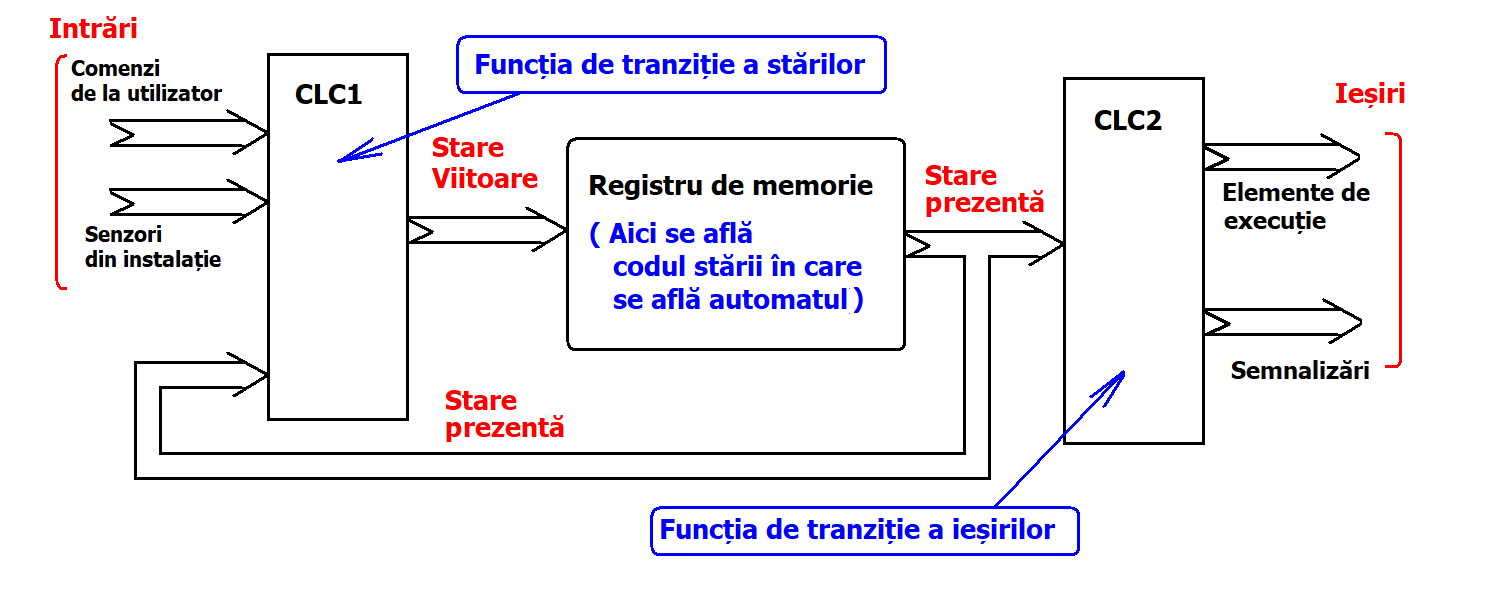 Intrări
Comenzi
de la utilizator
Senzori
din instalație
CLC1
Funcția de tranziție a stărilor
Stare
Viitoare
Registru de memorie
( Aici se află
codul stării în care
se află automatul)
Stare
prezentă
Stare
prezentă
CLC2
Funcția de tranziție a ieșirilor
Ieșiri
Elemente de
execuție
Semnalizări